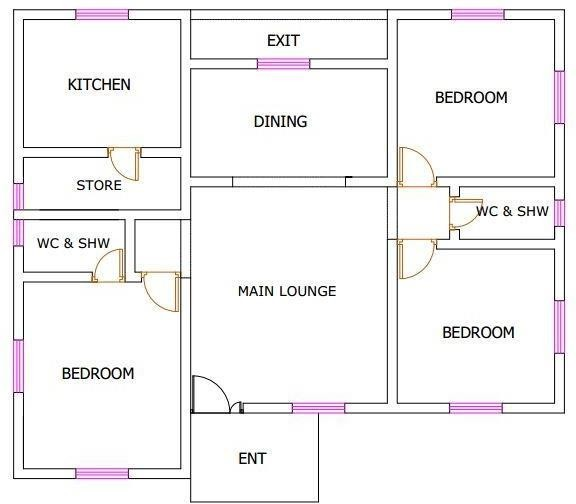 EXIT
KITCHEN
BEDROOM
DINING
STORE
WC & SHW
WC & SHW
MAIN LOUNGE
BEDROOM
BEDROOM
ENT